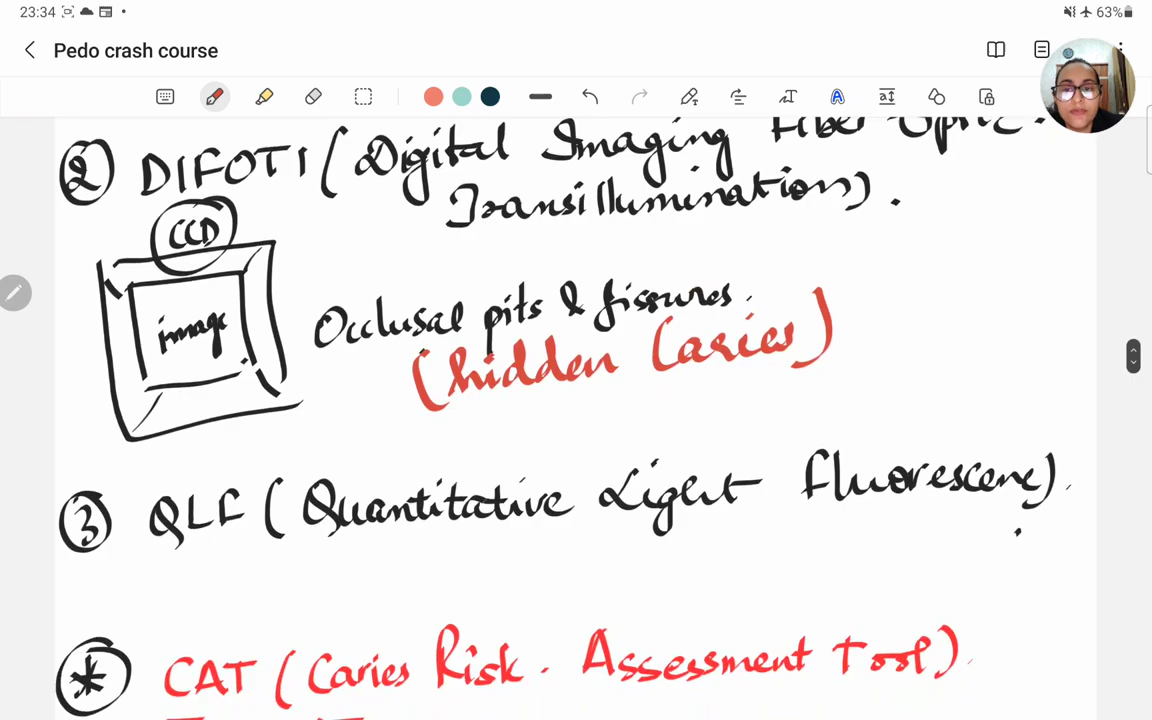 23:34
63%
Pedo crash course
② DIFOTI (Digital Imaging Fiber Optic.
Transillumination).
CCD
image
Occlusal pits & fissures.
(hidden Caries)
③ QLF (Quantitative Light Fluorescene).
* CAT (Caries Risk. Assessment Tool).